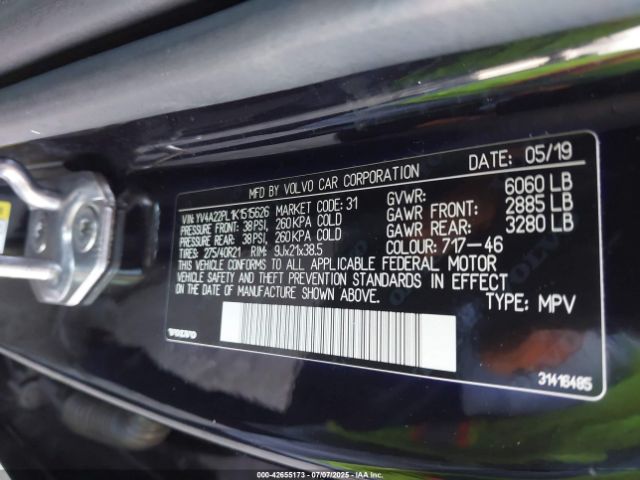 MFD BY VOLVO CAR CORPORATION DATE: 05/19
VIN: YV4A22PL1K1515626 MARKET CODE: 31 GVWR: 6060 LB
PRESSURE FRONT: 38PSI, 260KPA COLD GAWR FRONT: 2885 LB
PRESSURE REAR: 38PSI, 260KPA COLD GAWR REAR: 3280 LB
TIRES: 275/40R21 RIM: 9Jx21x38.5 COLOUR: 717-46
THIS VEHICLE CONFORMS TO ALL APPLICABLE FEDERAL MOTOR
VEHICLE SAFETY AND THEFT PREVENTION STANDARDS IN EFFECT
ON THE DATE OF MANUFACTURE SHOWN ABOVE. TYPE: MPV
VOLVO
31416485
000-42655173 - 07/07/2025 - IAAI.COM